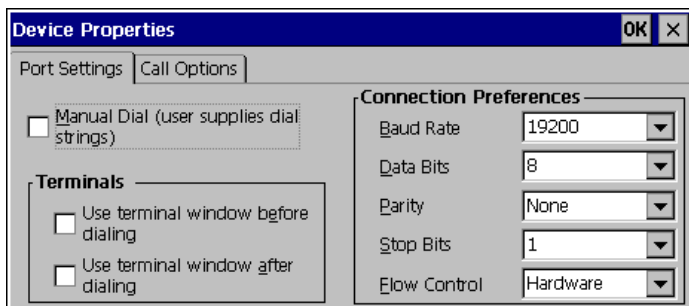 Device Properties OK ×
Port Settings Call Options
Manual Dial (user supplies dial
strings)
Terminals
Use terminal window before
dialing
Use terminal window after
dialing
Connection Preferences
Baud Rate 19200
Data Bits 8
Parity None
Stop Bits 1
Flow Control Hardware